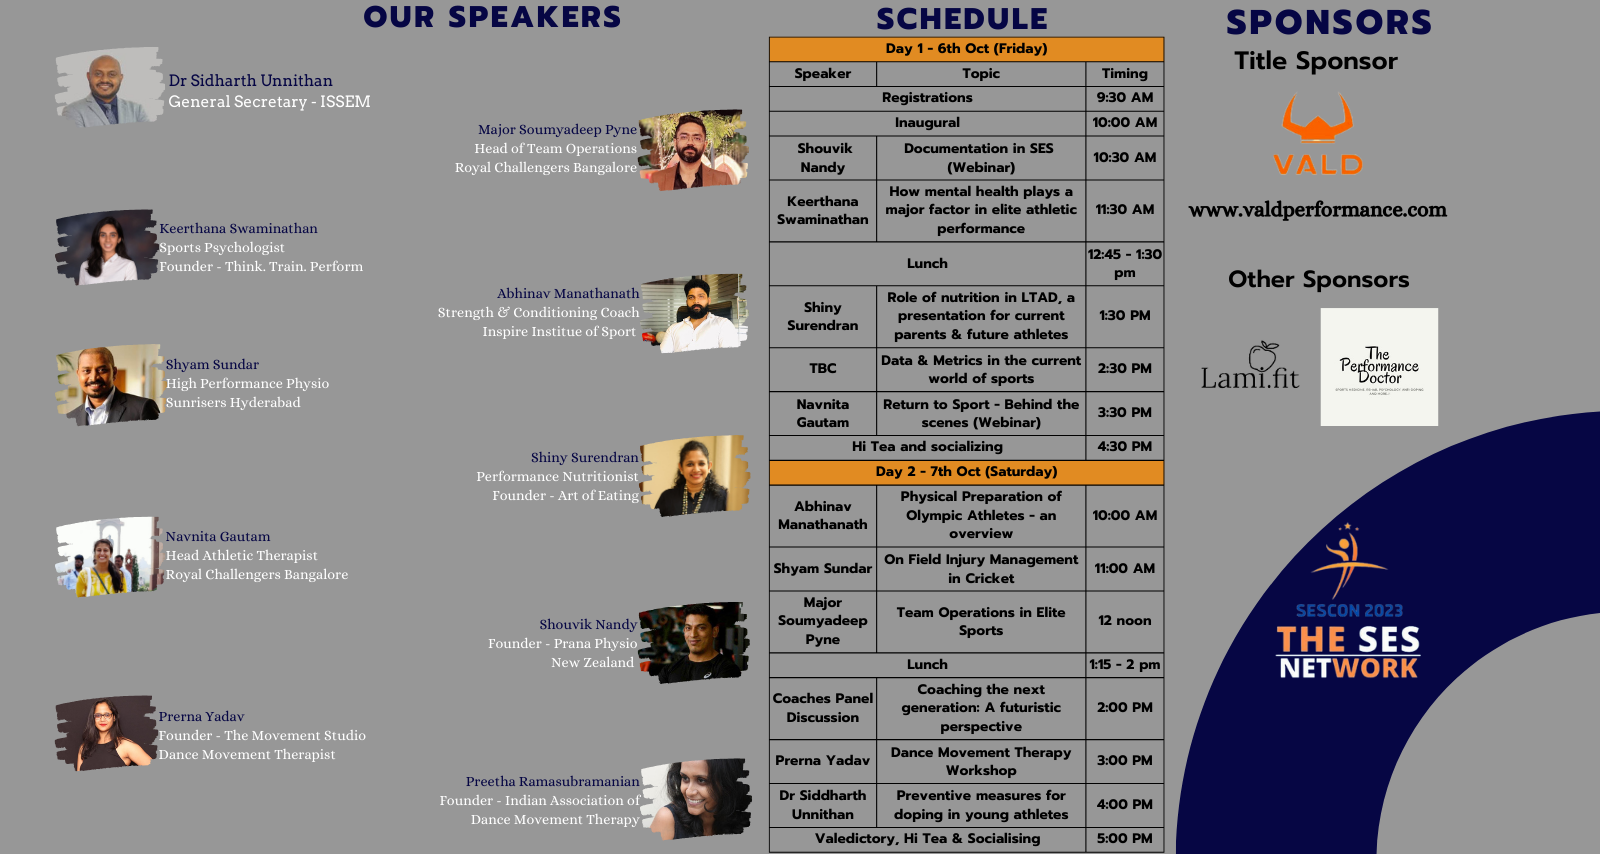 OUR SPEAKERS
Dr Sidharth Unnithan
General Secretary - ISSEM
Major Soumyadeep Pyne
Head of Team Operations
Royal Challengers Bangalore
Keerthana Swaminathan
Sports Psychologist
Founder - Think. Train. Perform
Abhinav Manathanath
Strength & Conditioning Coach
Inspire Institue of Sport
Shyam Sundar
High Performance Physio
Sunrisers Hyderabad
Shiny Surendran
Performance Nutritionist
Founder - Art of Eating
Navnita Gautam
Head Athletic Therapist
Royal Challengers Bangalore
Shouvik Nandy
Founder - Prana Physio
New Zealand
Prerna Yadav
Founder - The Movement Studio
Dance Movement Therapist
Preetha Ramasubramanian
Founder - Indian Association of
Dance Movement Therapy
SCHEDULE
Day 1 - 6th Oct (Friday)
Speaker Topic Timing
Registrations 9:30 AM
Inaugural 10:00 AM
Shouvik
Nandy
Documentation in SES
(Webinar)
10:30 AM
Keerthana
Swaminathan
How mental health plays a
major factor in elite athletic
performance
11:30 AM
Lunch
12:45 - 1:30
pm
Shiny
Surendran
Role of nutrition in LTAD, a
presentation for current
parents & future athletes
1:30 PM
TBC
Data & Metrics in the current
world of sports
2:30 PM
Navnita
Gautam
Return to Sport - Behind the
scenes (Webinar)
3:30 PM
Hi Tea and socializing 4:30 PM
Day 2 - 7th Oct (Saturday)
Abhinav
Manathanath
Physical Preparation of
Olympic Athletes - an
overview
10:00 AM
Shyam Sundar
On Field Injury Management
in Cricket
11:00 AM
Major
Soumyadeep
Pyne
Team Operations in Elite
Sports
12 noon
Lunch 1:15 - 2 pm
Coaches Panel
Discussion
Coaching the next
generation: A futuristic
perspective
2:00 PM
Prerna Yadav
Dance Movement Therapy
Workshop
3:00 PM
Dr Siddharth
Unnithan
Preventive measures for
doping in young athletes
4:00 PM
Valedictory, Hi Tea & Socialising 5:00 PM
SPONSORS
Title Sponsor
VALD
www.valdperformance.com
Other Sponsors
Lami.fit
The
Performance
Doctor
SESCON 2023
THE SES
NETWORK